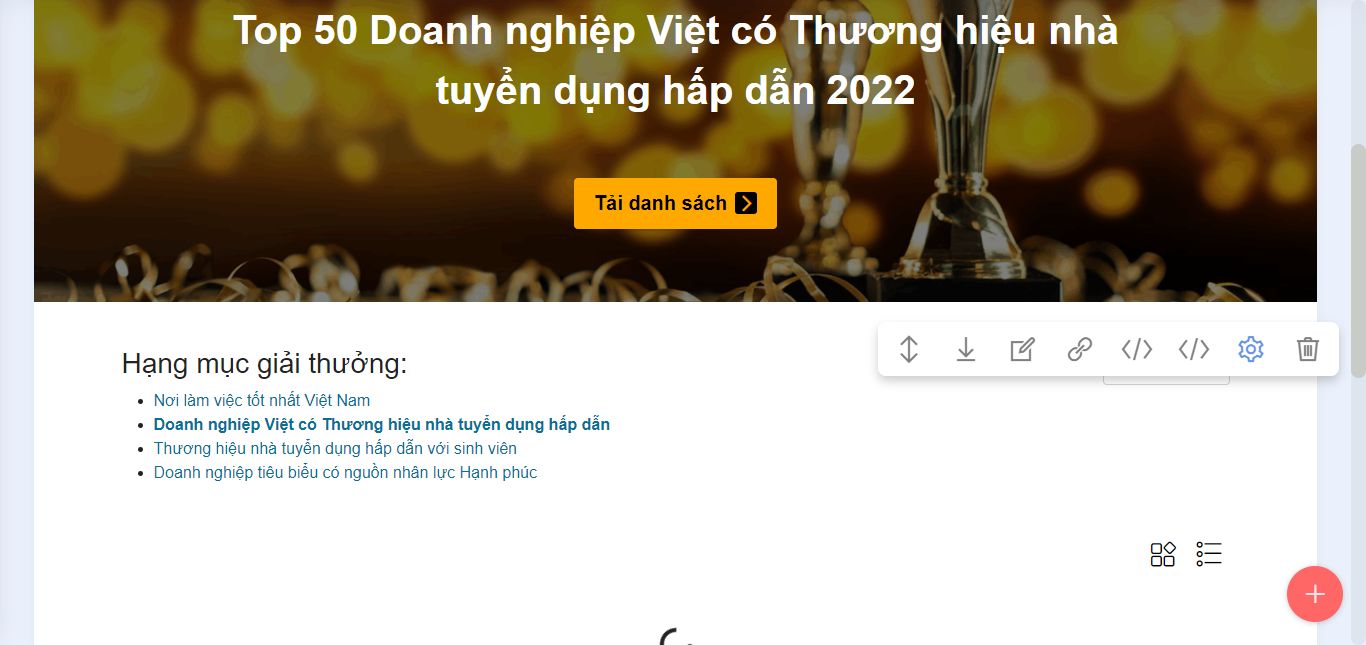 Top 50 Doanh nghiệp Việt có Thương hiệu nhà
tuyển dụng hấp dẫn 2022
Tải danh sách
Hạng mục giải thưởng:
Nơi làm việc tốt nhất Việt Nam
Doanh nghiệp Việt có Thương hiệu nhà tuyển dụng hấp dẫn
Thương hiệu nhà tuyển dụng hấp dẫn với sinh viên
Doanh nghiệp tiêu biểu có nguồn nhân lực Hạnh phúc